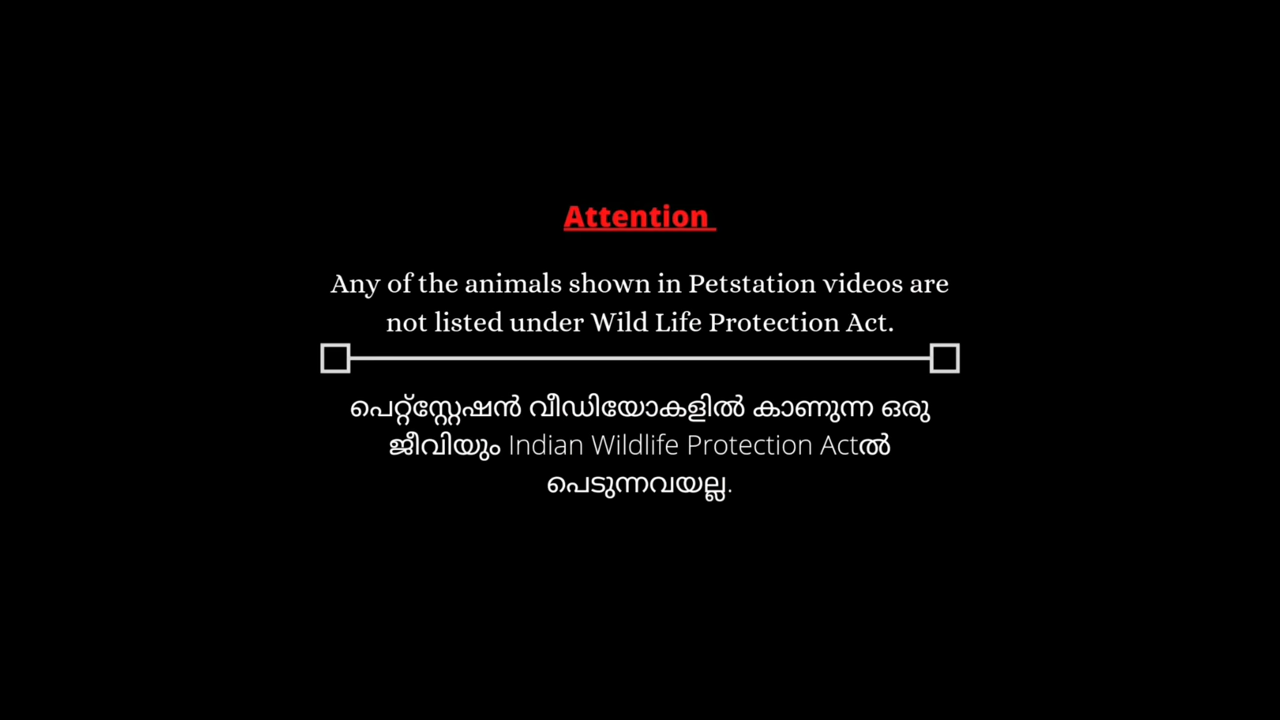 Attention
Any of the animals shown in Petstation videos are
not listed under Wild Life Protection Act.
പെറ്റ്സ്റ്റേഷൻ വീഡിയോകളിൽ കാണുന്ന ഒരു
ജീവിയും Indian Wildlife Protection Actൽ
പെടുന്നവയല്ല.